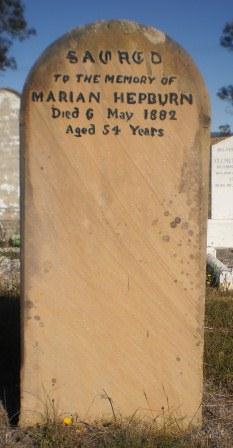 SACRED
TO THE MEMORY OF
MARIAN HEPBURN
Died 6 May 1882
Aged 54 Years